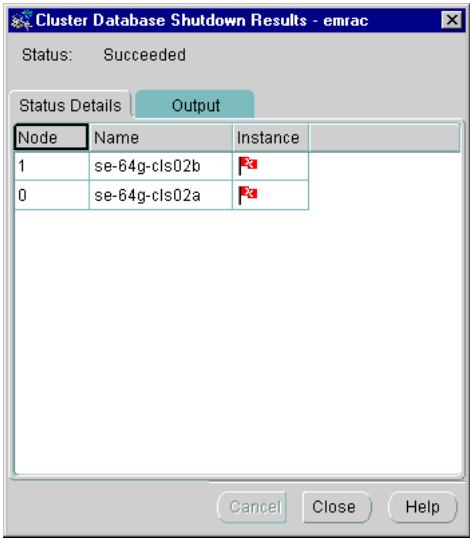 Cluster Database Shutdown Results - emrac
Status: Succeeded
Status Details Output
Node Name Instance
1 se-64g-cls02b
0 se-64g-cls02a
Cancel Close Help